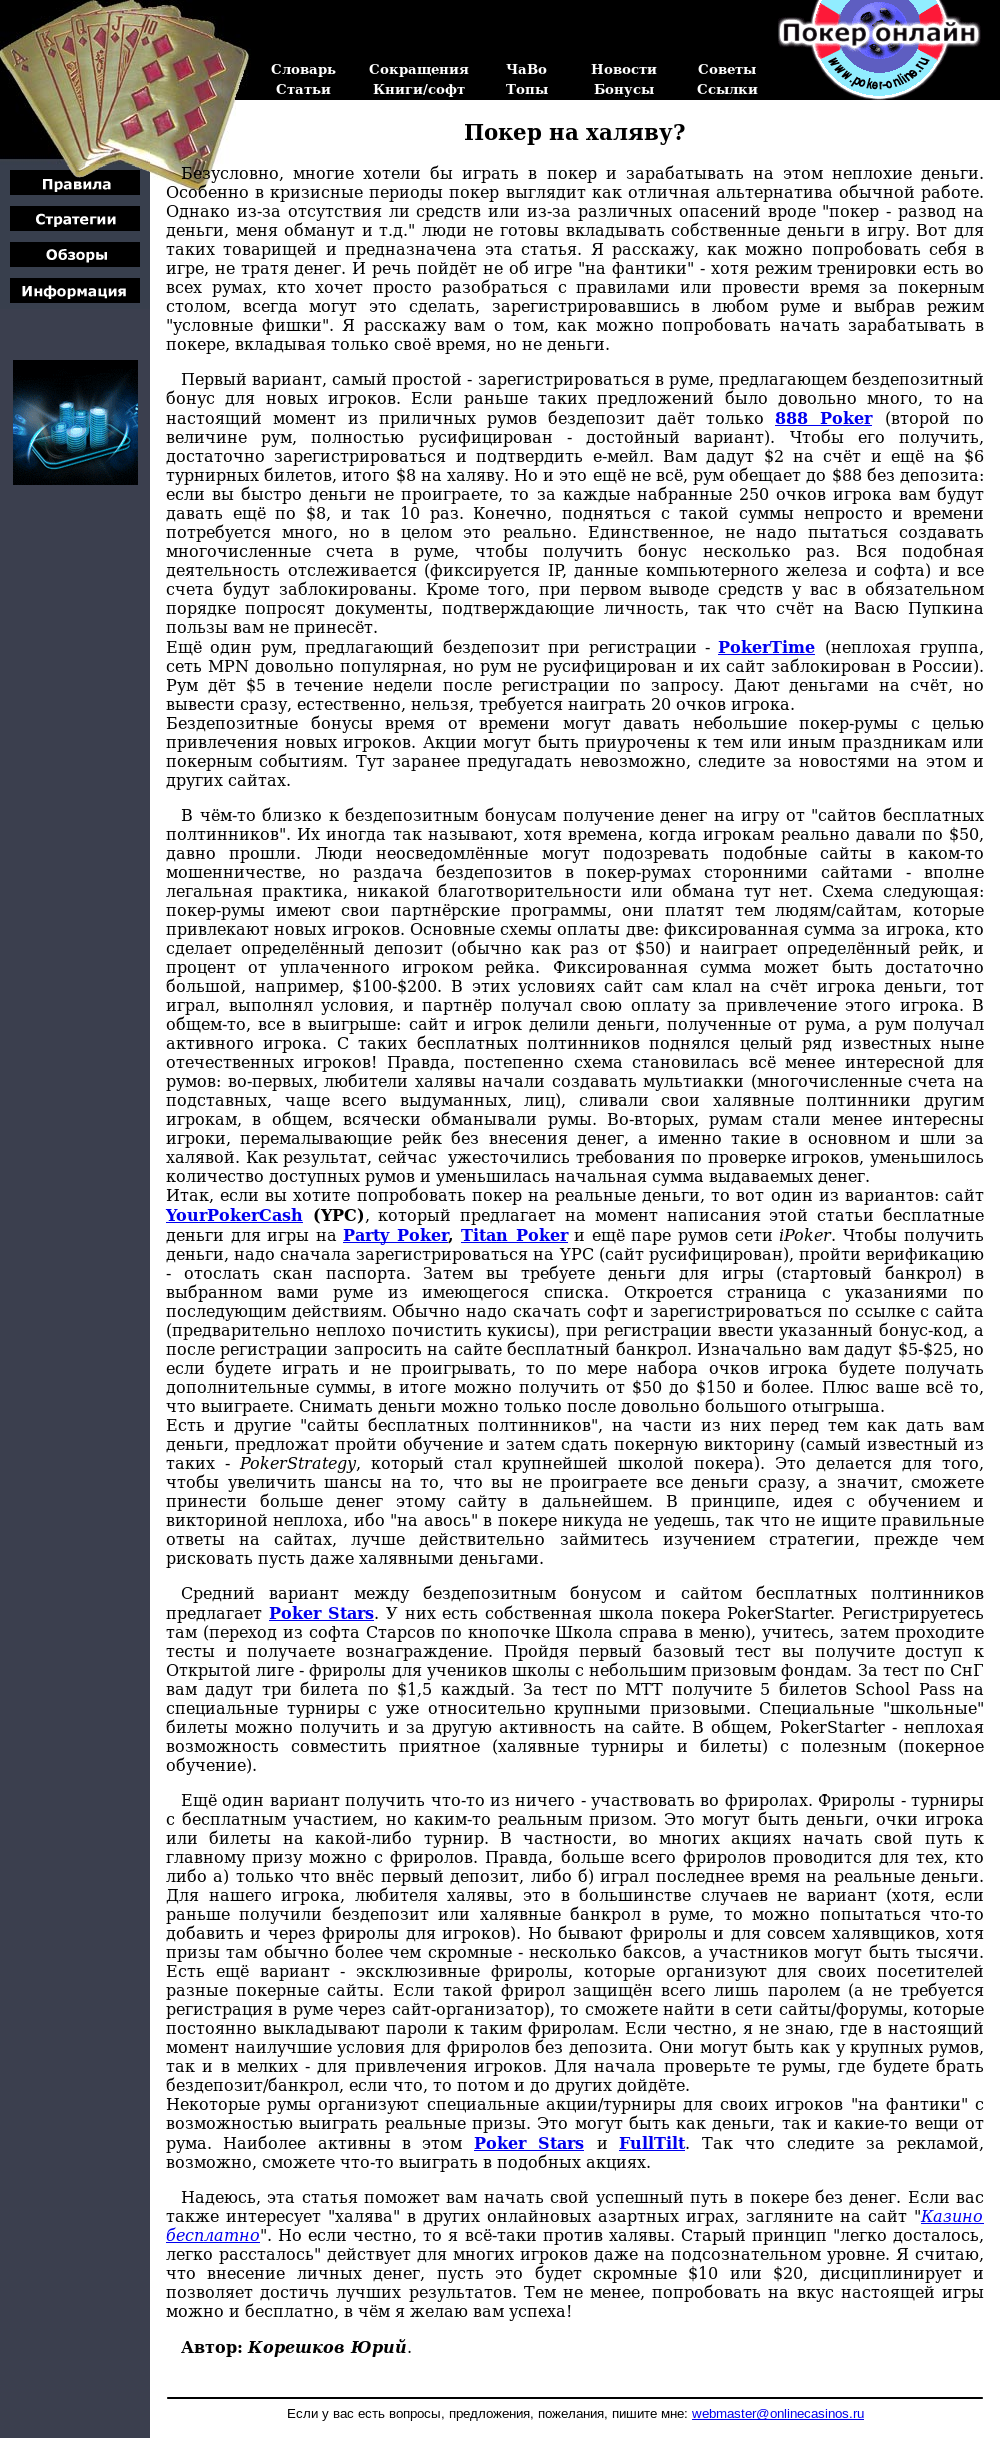 Покер онлайн
www.poker-online.ru
Словарь Сокращения ЧаВо Новости Советы
Статьи Книги/софт Топы Бонусы Ссылки
Правила
Стратегии
Обзоры
Информация
Покер на халяву?
Безусловно, многие хотели бы играть в покер и зарабатывать на этом неплохие деньги.
Особенно в кризисные периоды покер выглядит как отличная альтернатива обычной работе.
Однако из-за отсутствия ли средств или из-за различных опасений вроде "покер - развод на
деньги, меня обманут и т.д." люди не готовы вкладывать собственные деньги в игру. Вот для
таких товарищей и предназначена эта статья. Я расскажу, как можно попробовать себя в
игре, не тратя денег. И речь пойдёт не об игре "на фантики" - хотя режим тренировки есть во
всех румах, кто хочет просто разобраться с правилами или провести время за покерным
столом, всегда могут это сделать, зарегистрировавшись в любом руме и выбрав режим
"условные фишки". Я расскажу вам о том, как можно попробовать начать зарабатывать в
покере, вкладывая только своё время, но не деньги.
Первый вариант, самый простой - зарегистрироваться в руме, предлагающем бездепозитный
бонус для новых игроков. Если раньше таких предложений было довольно много, то на
настоящий момент из приличных румов бездепозит даёт только 888 Poker (второй по
величине рум, полностью русифицирован - достойный вариант). Чтобы его получить,
достаточно зарегистрироваться и подтвердить е-мейл. Вам дадут $2 на счёт и ещё на $6
турнирных билетов, итого $8 на халяву. Но и это ещё не всё, рум обещает до $88 без депозита:
если вы быстро деньги не проиграете, то за каждые набранные 250 очков игрока вам будут
давать ещё по $8, и так 10 раз. Конечно, подняться с такой суммы непросто и времени
потребуется много, но в целом это реально. Единственное, не надо пытаться создавать
многочисленные счета в руме, чтобы получить бонус несколько раз. Вся подобная
деятельность отслеживается (фиксируется IP, данные компьютерного железа и софта) и все
счета будут заблокированы. Кроме того, при первом выводе средств у вас в обязательном
порядке попросят документы, подтверждающие личность, так что счёт на Васю Пупкина
пользы вам не принесёт.
Ещё один рум, предлагающий бездепозит при регистрации - PokerTime (неплохая группа,
сеть MPN довольно популярная, но рум не русифицирован и их сайт заблокирован в России).
Рум дёт $5 в течение недели после регистрации по запросу. Дают деньгами на счёт, но
вывести сразу, естественно, нельзя, требуется наиграть 20 очков игрока.
Бездепозитные бонусы время от времени могут давать небольшие покер-румы с целью
привлечения новых игроков. Акции могут быть приурочены к тем или иным праздникам или
покерным событиям. Тут заранее предугадать невозможно, следите за новостями на этом и
других сайтах.
В чём-то близко к бездепозитным бонусам получение денег на игру от "сайтов бесплатных
полтинников". Их иногда так называют, хотя времена, когда игрокам реально давали по $50,
давно прошли. Люди неосведомлённые могут подозревать подобные сайты в каком-то
мошенничестве, но раздача бездепозитов в покер-румах сторонними сайтами - вполне
легальная практика, никакой благотворительности или обмана тут нет. Схема следующая:
покер-румы имеют свои партнёрские программы, они платят тем людям/сайтам, которые
привлекают новых игроков. Основные схемы оплаты две: фиксированная сумма за игрока, кто
сделает определённый депозит (обычно как раз от $50) и наиграет определённый рейк, и
процент от уплаченного игроком рейка. Фиксированная сумма может быть достаточно
большой, например, $100-$200. В этих условиях сайт сам клал на счёт игрока деньги, тот
играл, выполнял условия, и партнёр получал свою оплату за привлечение этого игрока. В
общем-то, все в выигрыше: сайт и игрок делили деньги, полученные от рума, а рум получал
активного игрока. С таких бесплатных полтинников поднялся целый ряд известных ныне
отечественных игроков! Правда, постепенно схема становилась всё менее интересной для
румов: во-первых, любители халявы начали создавать мультиакки (многочисленные счета на
подставных, чаще всего выдуманных, лиц), сливали свои халявные полтинники другим
игрокам, в общем, всячески обманывали румы. Во-вторых, румам стали менее интересны
игроки, перемалывающие рейк без внесения денег, а именно такие в основном и шли за
халявой. Как результат, сейчас ужесточились требования по проверке игроков, уменьшилось
количество доступных румов и уменьшилась начальная сумма выдаваемых денег.
Итак, если вы хотите попробовать покер на реальные деньги, то вот один из вариантов: сайт
YourPokerCash (YPC), который предлагает на момент написания этой статьи бесплатные
деньги для игры на Party Poker, Titan Poker и ещё паре румов сети iPoker. Чтобы получить
деньги, надо сначала зарегистрироваться на YPC (сайт русифицирован), пройти верификацию
- отослать скан паспорта. Затем вы требуете деньги для игры (стартовый банкрол) в
выбранном вами руме из имеющегося списка. Откроется страница с указаниями по
последующим действиям. Обычно надо скачать софт и зарегистрироваться по ссылке с сайта
(предварительно неплохо почистить кукисы), при регистрации ввести указанный бонус-код, а
после регистрации запросить на сайте бесплатный банкрол. Изначально вам дадут $5-$25, но
если будете играть и не проигрывать, то по мере набора очков игрока будете получать
дополнительные суммы, в итоге можно получить от $50 до $150 и более. Плюс ваше всё то,
что выиграете. Снимать деньги можно только после довольно большого отыгрыша.
Есть и другие "сайты бесплатных полтинников", на части из них перед тем как дать вам
деньги, предложат пройти обучение и затем сдать покерную викторину (самый известный из
таких - PokerStrategy, который стал крупнейшей школой покера). Это делается для того,
чтобы увеличить шансы на то, что вы не проиграете все деньги сразу, а значит, сможете
принести больше денег этому сайту в дальнейшем. В принципе, идея с обучением и
викториной неплоха, ибо "на авось" в покере никуда не уедешь, так что не ищите правильные
ответы на сайтах, лучше действительно займитесь изучением стратегии, прежде чем
рисковать пусть даже халявными деньгами.
Средний вариант между бездепозитным бонусом и сайтом бесплатных полтинников
предлагает Poker Stars. У них есть собственная школа покера PokerStarter. Регистрируетесь
там (переход из софта Старсов по кнопочке Школа справа в меню), учитесь, затем проходите
тесты и получаете вознаграждение. Пройдя первый базовый тест вы получите доступ к
Открытой лиге - фриролы для учеников школы с небольшим призовым фондам. За тест по СнГ
вам дадут три билета по $1,5 каждый. За тест по МТТ получите 5 билетов School Pass на
специальные турниры с уже относительно крупными призовыми. Специальные "школьные"
билеты можно получить и за другую активность на сайте. В общем, PokerStarter - неплохая
возможность совместить приятное (халявные турниры и билеты) с полезным (покерное
обучение).
Ещё один вариант получить что-то из ничего - участвовать во фриролах. Фриролы - турниры
с бесплатным участием, но каким-то реальным призом. Это могут быть деньги, очки игрока
или билеты на какой-либо турнир. В частности, во многих акциях начать свой путь к
главному призу можно с фриролов. Правда, больше всего фриролов проводится для тех, кто
либо а) только что внёс первый депозит, либо б) играл последнее время на реальные деньги.
Для нашего игрока, любителя халявы, это в большинстве случаев не вариант (хотя, если
раньше получили бездепозит или халявные банкрол в руме, то можно попытаться что-то
добавить и через фриролы для игроков). Но бывают фриролы и для совсем халявщиков, хотя
призы там обычно более чем скромные - несколько баксов, а участников могут быть тысячи.
Есть ещё вариант - эксклюзивные фриролы, которые организуют для своих посетителей
разные покерные сайты. Если такой фрирол защищён всего лишь паролем (а не требуется
регистрация в руме через сайт-организатор), то сможете найти в сети сайты/форумы, которые
постоянно выкладывают пароли к таким фриролам. Если честно, я не знаю, где в настоящий
момент наилучшие условия для фриролов без депозита. Они могут быть как у крупных румов,
так и в мелких - для привлечения игроков. Для начала проверьте те румы, где будете брать
бездепозит/банкрол, если что, то потом и до других дойдёте.
Некоторые румы организуют специальные акции/турниры для своих игроков "на фантики" с
возможностью выиграть реальные призы. Это могут быть как деньги, так и какие-то вещи от
рума. Наиболее активны в этом Poker Stars и FullTilt. Так что следите за рекламой,
возможно, сможете что-то выиграть в подобных акциях.
Надеюсь, эта статья поможет вам начать свой успешный путь в покере без денег. Если вас
также интересует "халява" в других онлайновых азартных играх, загляните на сайт "Казино
бесплатно". Но если честно, то я всё-таки против халявы. Старый принцип "легко досталось,
легко рассталось" действует для многих игроков даже на подсознательном уровне. Я считаю,
что внесение личных денег, пусть это будет скромные $10 или $20, дисциплинирует и
позволяет достичь лучших результатов. Тем не менее, попробовать на вкус настоящей игры
можно и бесплатно, в чём я желаю вам успеха!
Автор: Корешков Юрий.
Если у вас есть вопросы, предложения, пожелания, пишите мне: webmaster@onlinecasinos.ru